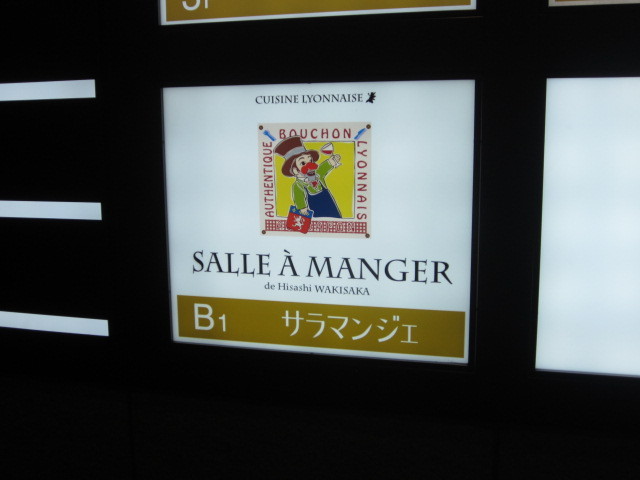 CUISINE LYONNAISE
BOUCHON
AUTHENTIQUE
LYONNAIS
SALLE À MANGER
de Hisashi WAKISAKA
B1 サラマンジェ